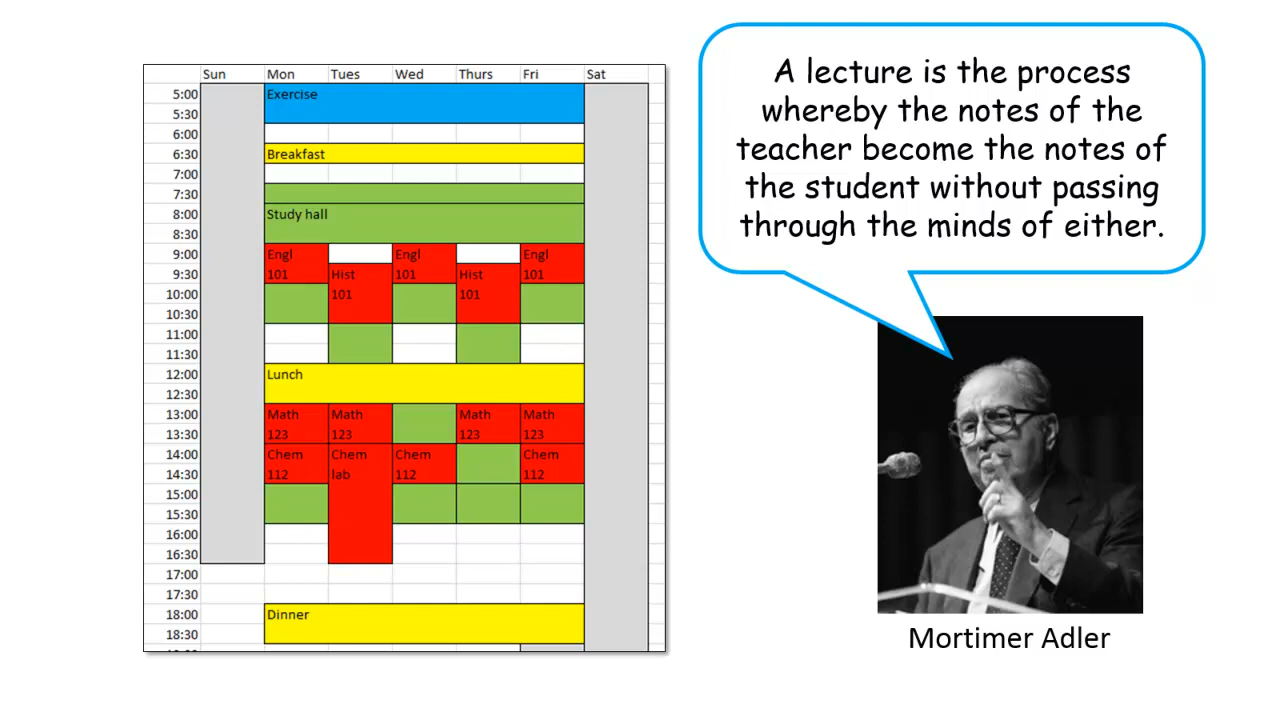 Sun Mon Tues Wed Thurs Fri Sat
5:00 Exercise
5:30
6:00
6:30 Breakfast
7:00
7:30
8:00 Study hall
8:30
9:00 Engl Engl Engl
9:30 101 Hist 101 Hist 101
10:00 101 101
10:30
11:00
11:30
12:00 Lunch
12:30
13:00 Math Math Math Math
13:30 123 123 123 123
14:00 Chem Chem Chem Chem
14:30 112 lab 112 112
15:00
15:30
16:00
16:30
17:00
17:30
18:00 Dinner
18:30
A lecture is the process
whereby the notes of the
teacher become the notes of
the student without passing
through the minds of either.
Mortimer Adler